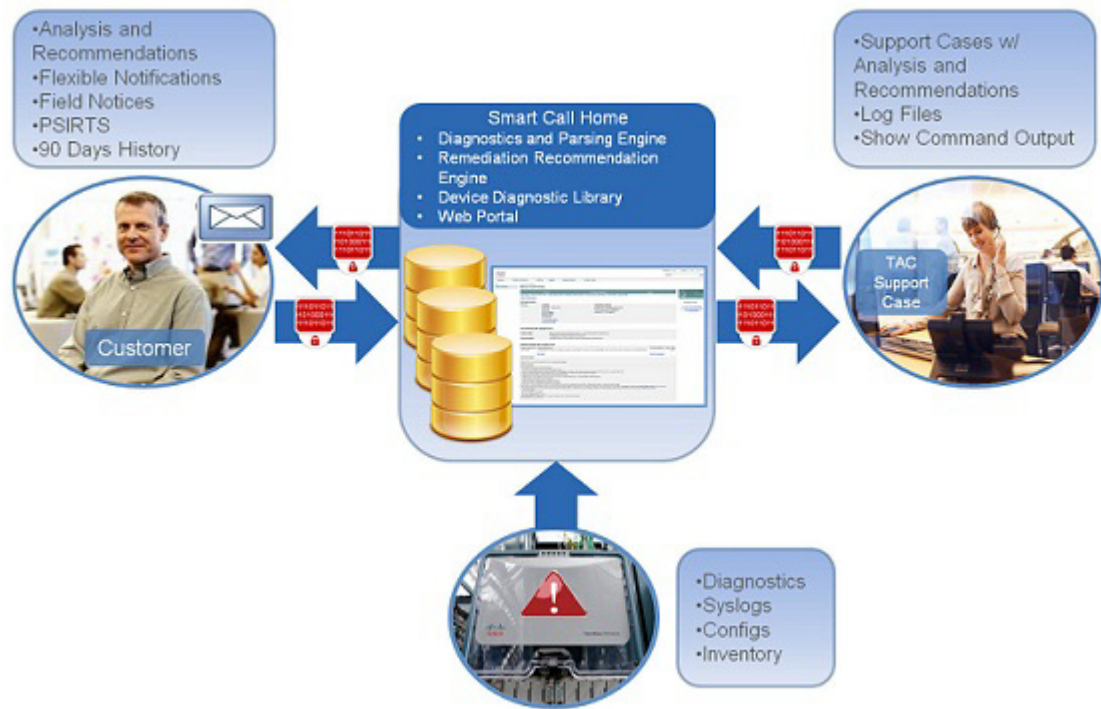 •Analysis and
Recommendations
•Flexible Notifications
•Field Notices
•PSIRTS
•90 Days History
•Support Cases w/
Analysis and
Recommendations
•Log Files
•Show Command Output
Smart Call Home
• Diagnostics and Parsing Engine
• Remediation Recommendation
Engine
• Device Diagnostic Library
• Web Portal
Customer
TAC
Support
Case
•Diagnostics
•Syslogs
•Configs
•Inventory